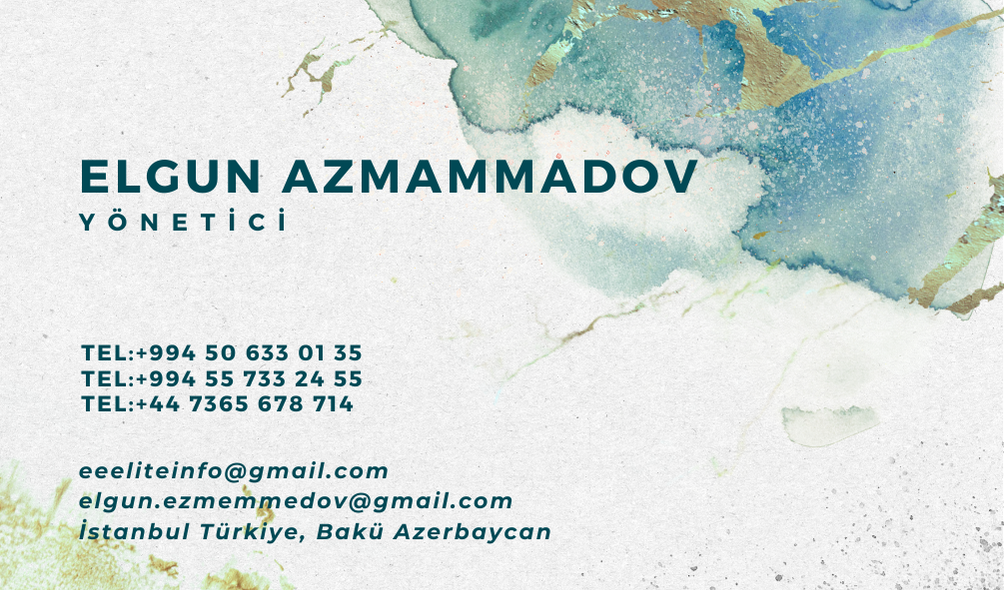 ELGUN AZMAMMADOV
YÖNETİCİ
TEL:+994 50 633 01 35
TEL:+994 55 733 24 55
TEL:+44 7365 678 714
eeeliteinfo@gmail.com
elgun.ezmemmedov@gmail.com
İstanbul Türkiye, Bakü Azerbaycan